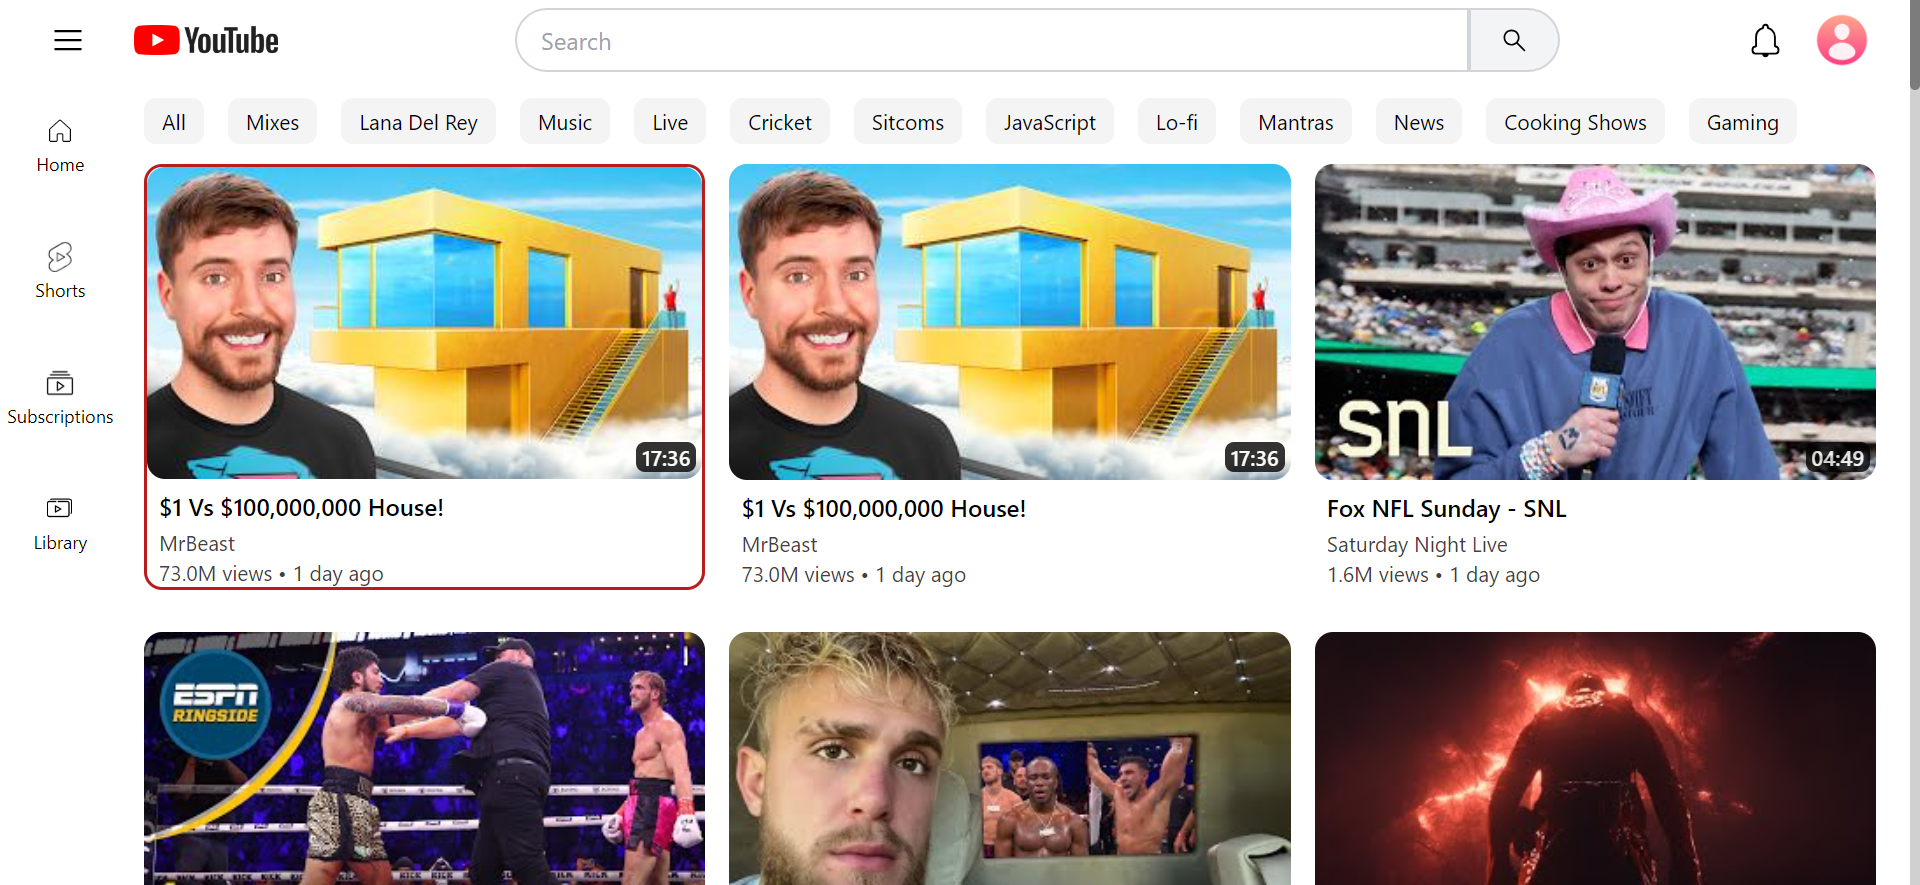 YouTube
Search
All
Mixes
Lana Del Rey
Music
Live
Cricket
Sitcoms
JavaScript
Lo-fi
Mantras
News
Cooking Shows
Gaming
Home
Shorts
Subscriptions
Library
17:36
$1 Vs $100,000,000 House!
MrBeast
73.0M views • 1 day ago
17:36
$1 Vs $100,000,000 House!
MrBeast
73.0M views • 1 day ago
SNL
04:49
Fox NFL Sunday - SNL
Saturday Night Live
1.6M views • 1 day ago
ESPN
RINGSIDE